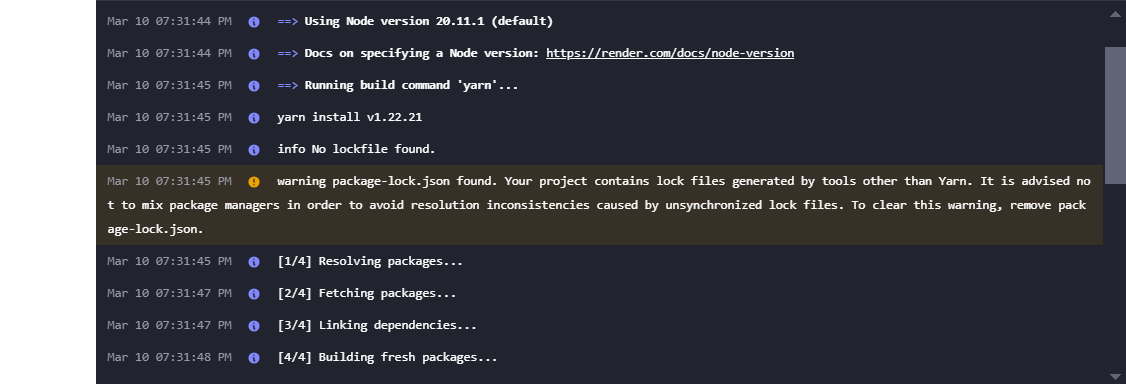 Mar 10 07:31:44 PM ==> Using Node version 20.11.1 (default)
Mar 10 07:31:44 PM ==> Docs on specifying a Node version: https://render.com/docs/node-version
Mar 10 07:31:45 PM ==> Running build command 'yarn'...
Mar 10 07:31:45 PM yarn install v1.22.21
Mar 10 07:31:45 PM info No lockfile found.
Mar 10 07:31:45 PM warning package-lock.json found. Your project contains lock files generated by tools other than Yarn. It is advised no
t to mix package managers in order to avoid resolution inconsistencies caused by unsynchronized lock files. To clear this warning, remove pack
age-lock.json.
Mar 10 07:31:45 PM [1/4] Resolving packages...
Mar 10 07:31:47 PM [2/4] Fetching packages...
Mar 10 07:31:47 PM [3/4] Linking dependencies...
Mar 10 07:31:48 PM [4/4] Building fresh packages...